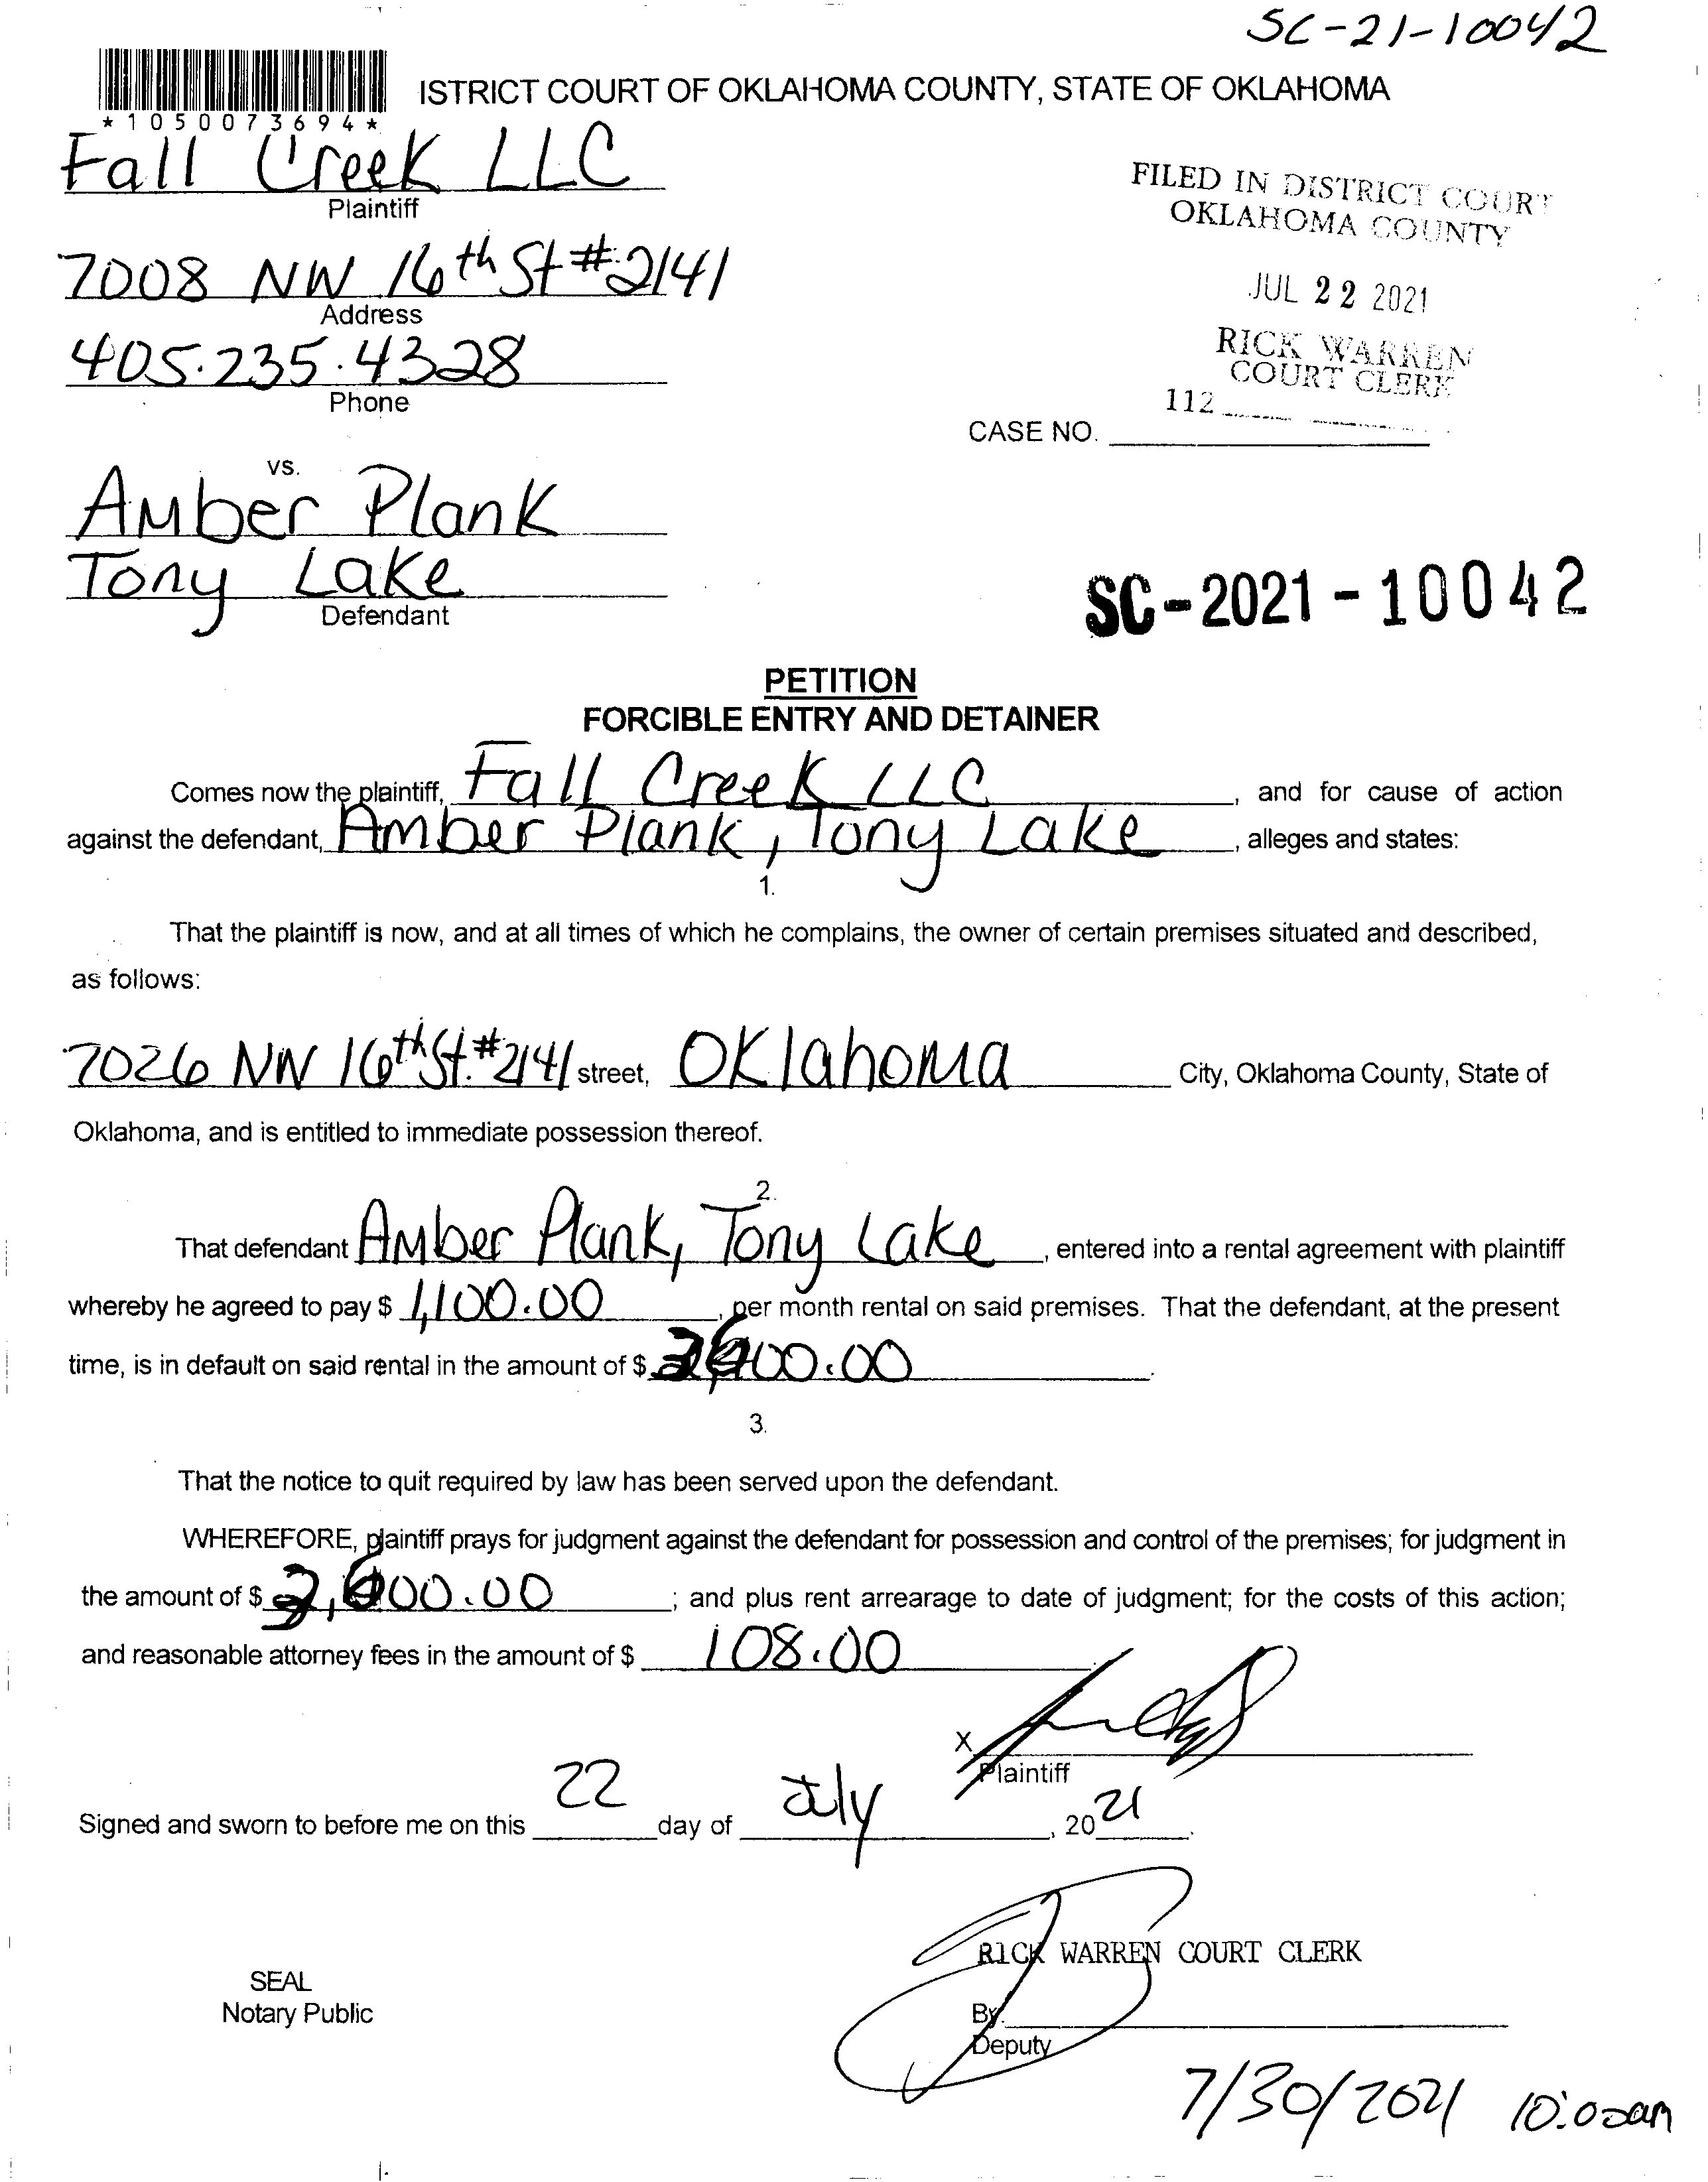 SC-21-10042
ISTRICT COURT OF OKLAHOMA COUNTY, STATE OF OKLAHOMA
*1050073694*
Fall Creek LLC
Plaintiff
FILED IN DISTRICT COURT
OKLAHOMA COUNTY
7008 NW 16th St #2141
Address
JUL 22 2021
405.235.4328
Phone
RICK WARREN
COURT CLERK
112
CASE NO.
vs.
Amber Plank
Tony Lake
Defendant
SC-2021-10042
PETITION
FORCIBLE ENTRY AND DETAINER
Comes now the plaintiff, Fall Creek LLC, and for cause of action
against the defendant, Amber Plank, Tony Lake, alleges and states:
1.
That the plaintiff is now, and at all times of which he complains, the owner of certain premises situated and described,
as follows:
7026 NW 16th St. #2141 street, Oklahoma City, Oklahoma County, State of
Oklahoma, and is entitled to immediate possession thereof.
2.
That defendant Amber Plank, Tony Lake, entered into a rental agreement with plaintiff
whereby he agreed to pay $ 1,100.00, per month rental on said premises. That the defendant, at the present
time, is in default on said rental in the amount of $
3.
That the notice to quit required by law has been served upon the defendant.
WHEREFORE, plaintiff prays for judgment against the defendant for possession and control of the premises; for judgment in
the amount of $ ; and plus rent arrearage to date of judgment; for the costs of this action;
and reasonable attorney fees in the amount of $ 108.00
X
Plaintiff
Signed and sworn to before me on this 22 day of July, 2021.
RICK WARREN COURT CLERK
SEAL
Notary Public
By:
Deputy
7/30/2021 10:00am